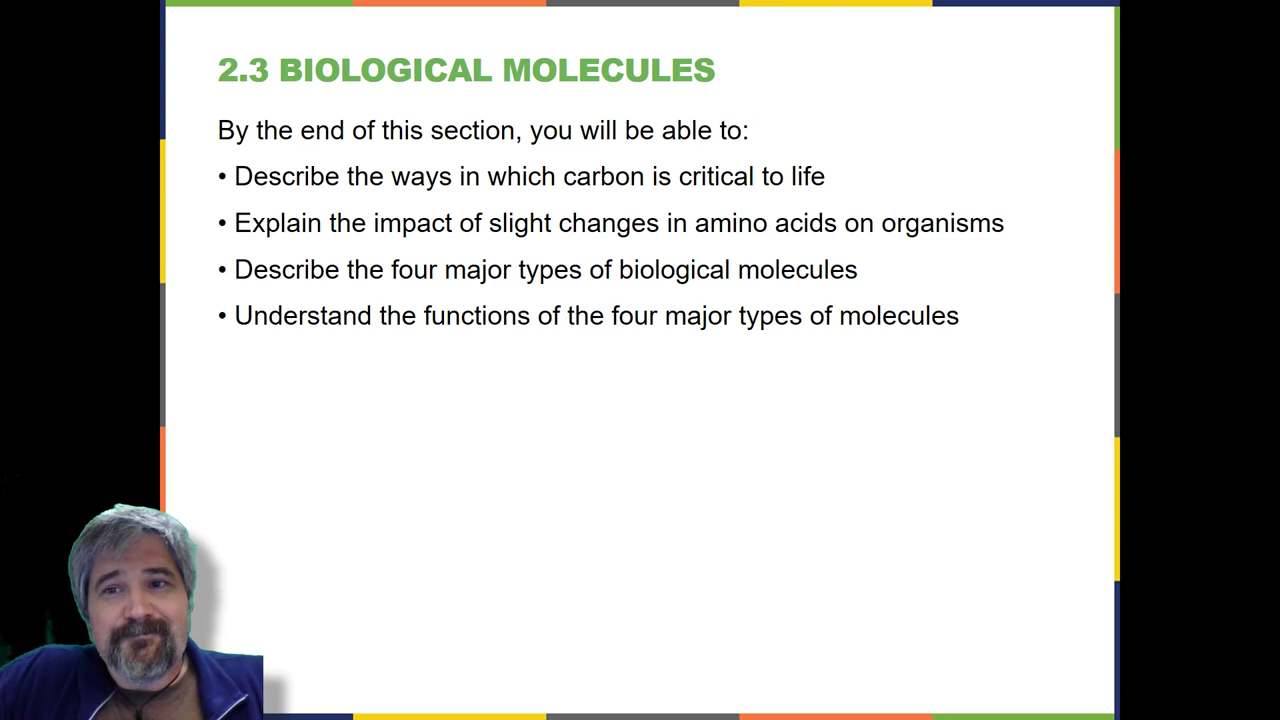 2.3 BIOLOGICAL MOLECULES
By the end of this section, you will be able to:
• Describe the ways in which carbon is critical to life
• Explain the impact of slight changes in amino acids on organisms
• Describe the four major types of biological molecules
• Understand the functions of the four major types of molecules